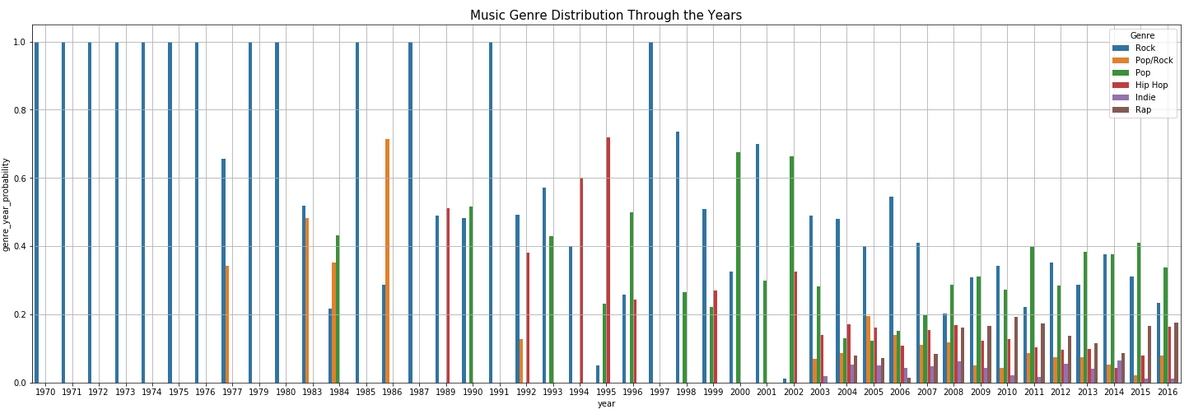 Music Genre Distribution Through the Years
genre_year_probability
1.0
0.8
0.6
0.4
0.2
0.0
Genre
Rock
Pop/Rock
Pop
Hip Hop
Indie
Rap
1970 1971 1972 1973 1974 1975 1976 1977 1979 1980 1983 1984 1985 1986 1987 1989 1990 1991 1992 1993 1994 1995 1996 1997 1998 1999 2000 2001 2002 2003 2004 2005 2006 2007 2008 2009 2010 2011 2012 2013 2014 2015 2016
year